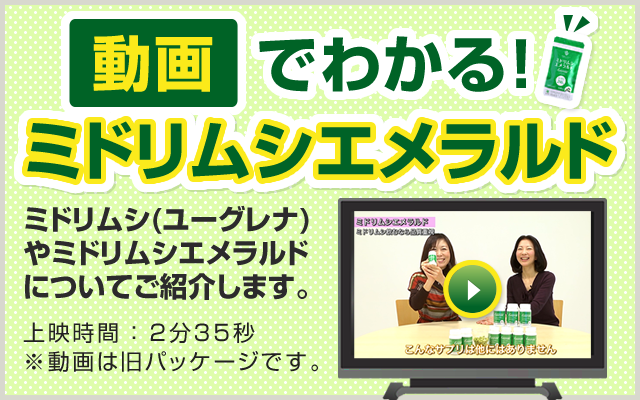 動画でわかる!
ミドリムシエメラルド
ミドリムシ(ユーグレナ)
やミドリムシエメラルド
についてご紹介します。
上映時間：2分35秒
※動画は旧パッケージです。
ミドリムシエメラルド
こんなサプリは他にはありません